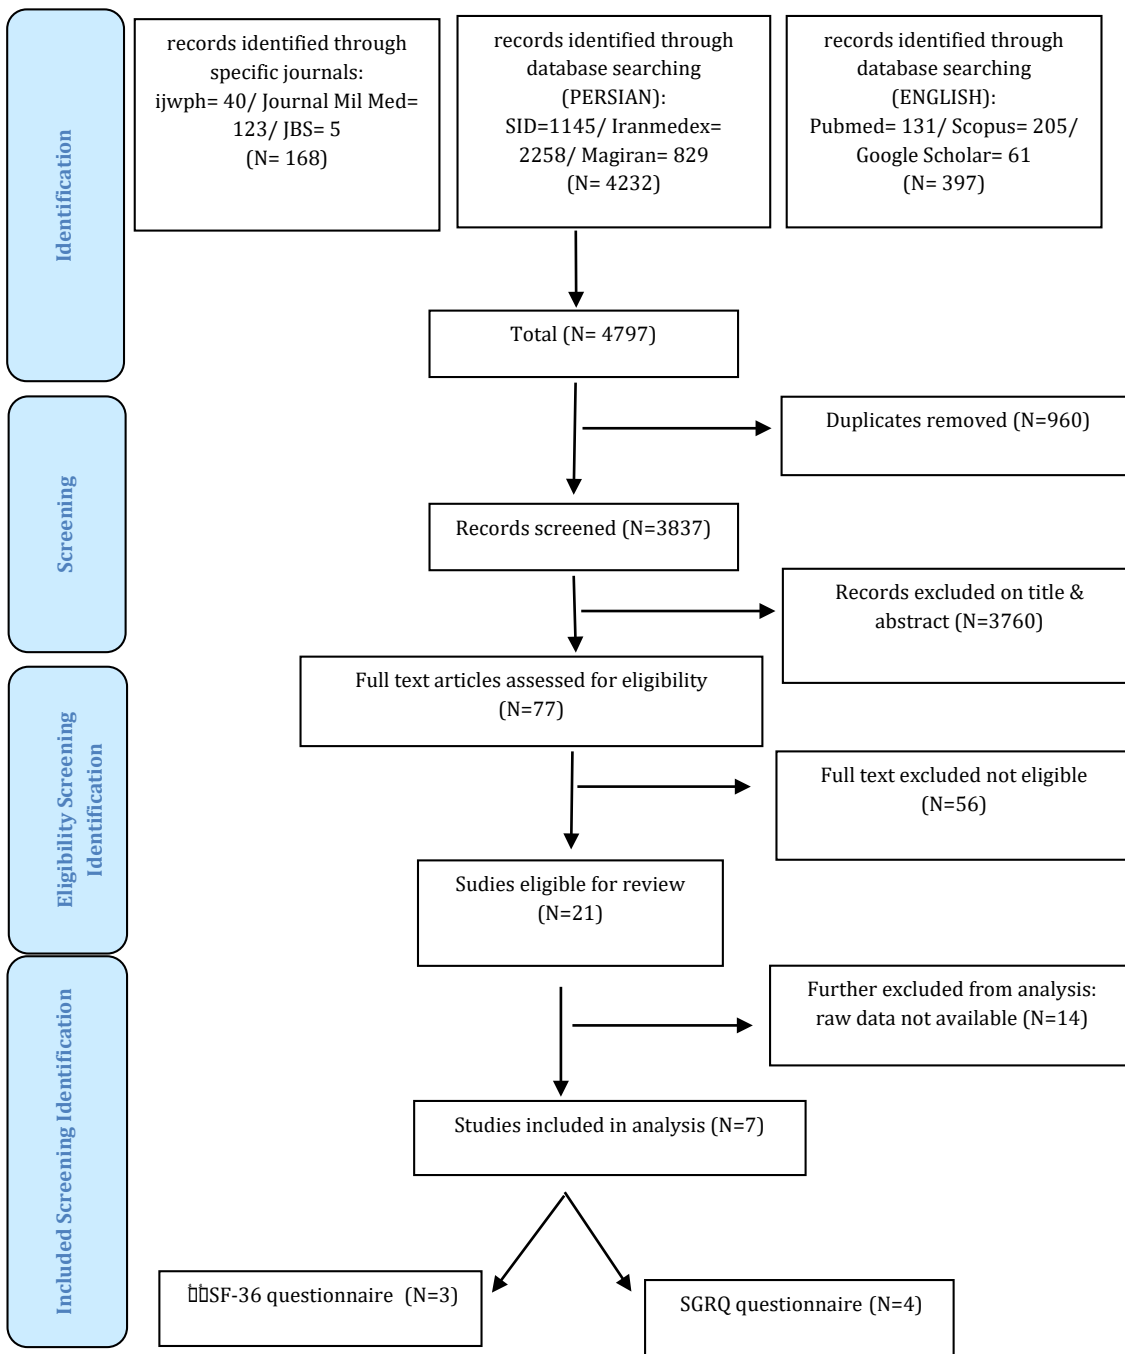 Identification
records identified through
specific journals:
ijwph= 40/ Journal Mil Med=
123/ JBS= 5
(N= 168)
records identified through
database searching
(PERSIAN):
SID=1145/ Iranmedex=
2258/ Magiran= 829
(N= 4232)
records identified through
database searching
(ENGLISH):
Pubmed= 131/ Scopus= 205/
Google Scholar= 61
(N= 397)
Total (N= 4797)
Screening
Duplicates removed (N=960)
Records screened (N=3837)
Records excluded on title &
abstract (N=3760)
Eligibility Screening
Identification
Full text articles assessed for eligibility
(N=77)
Full text excluded not eligible
(N=56)
Sudies eligible for review
(N=21)
Included Screening Identification
Further excluded from analysis:
raw data not available (N=14)
Studies included in analysis (N=7)
SF-36 questionnaire (N=3)
SGRQ questionnaire (N=4)